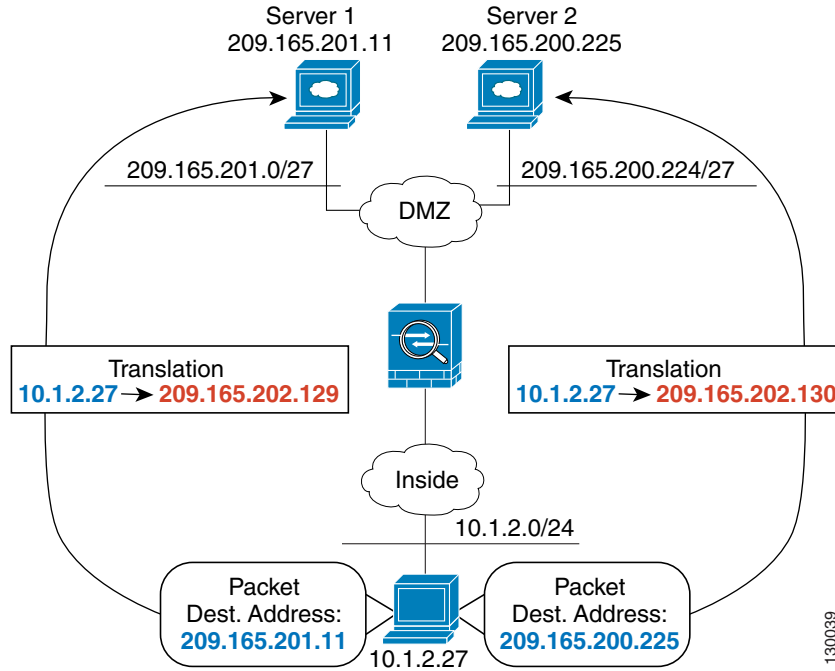 Server 1
209.165.201.11
Server 2
209.165.200.225
209.165.201.0/27
209.165.200.224/27
DMZ
Translation
10.1.2.27 → 209.165.202.129
Translation
10.1.2.27 → 209.165.202.130
Inside
10.1.2.0/24
Packet
Dest. Address:
209.165.201.11
Packet
Dest. Address:
209.165.200.225
10.1.2.27
130039